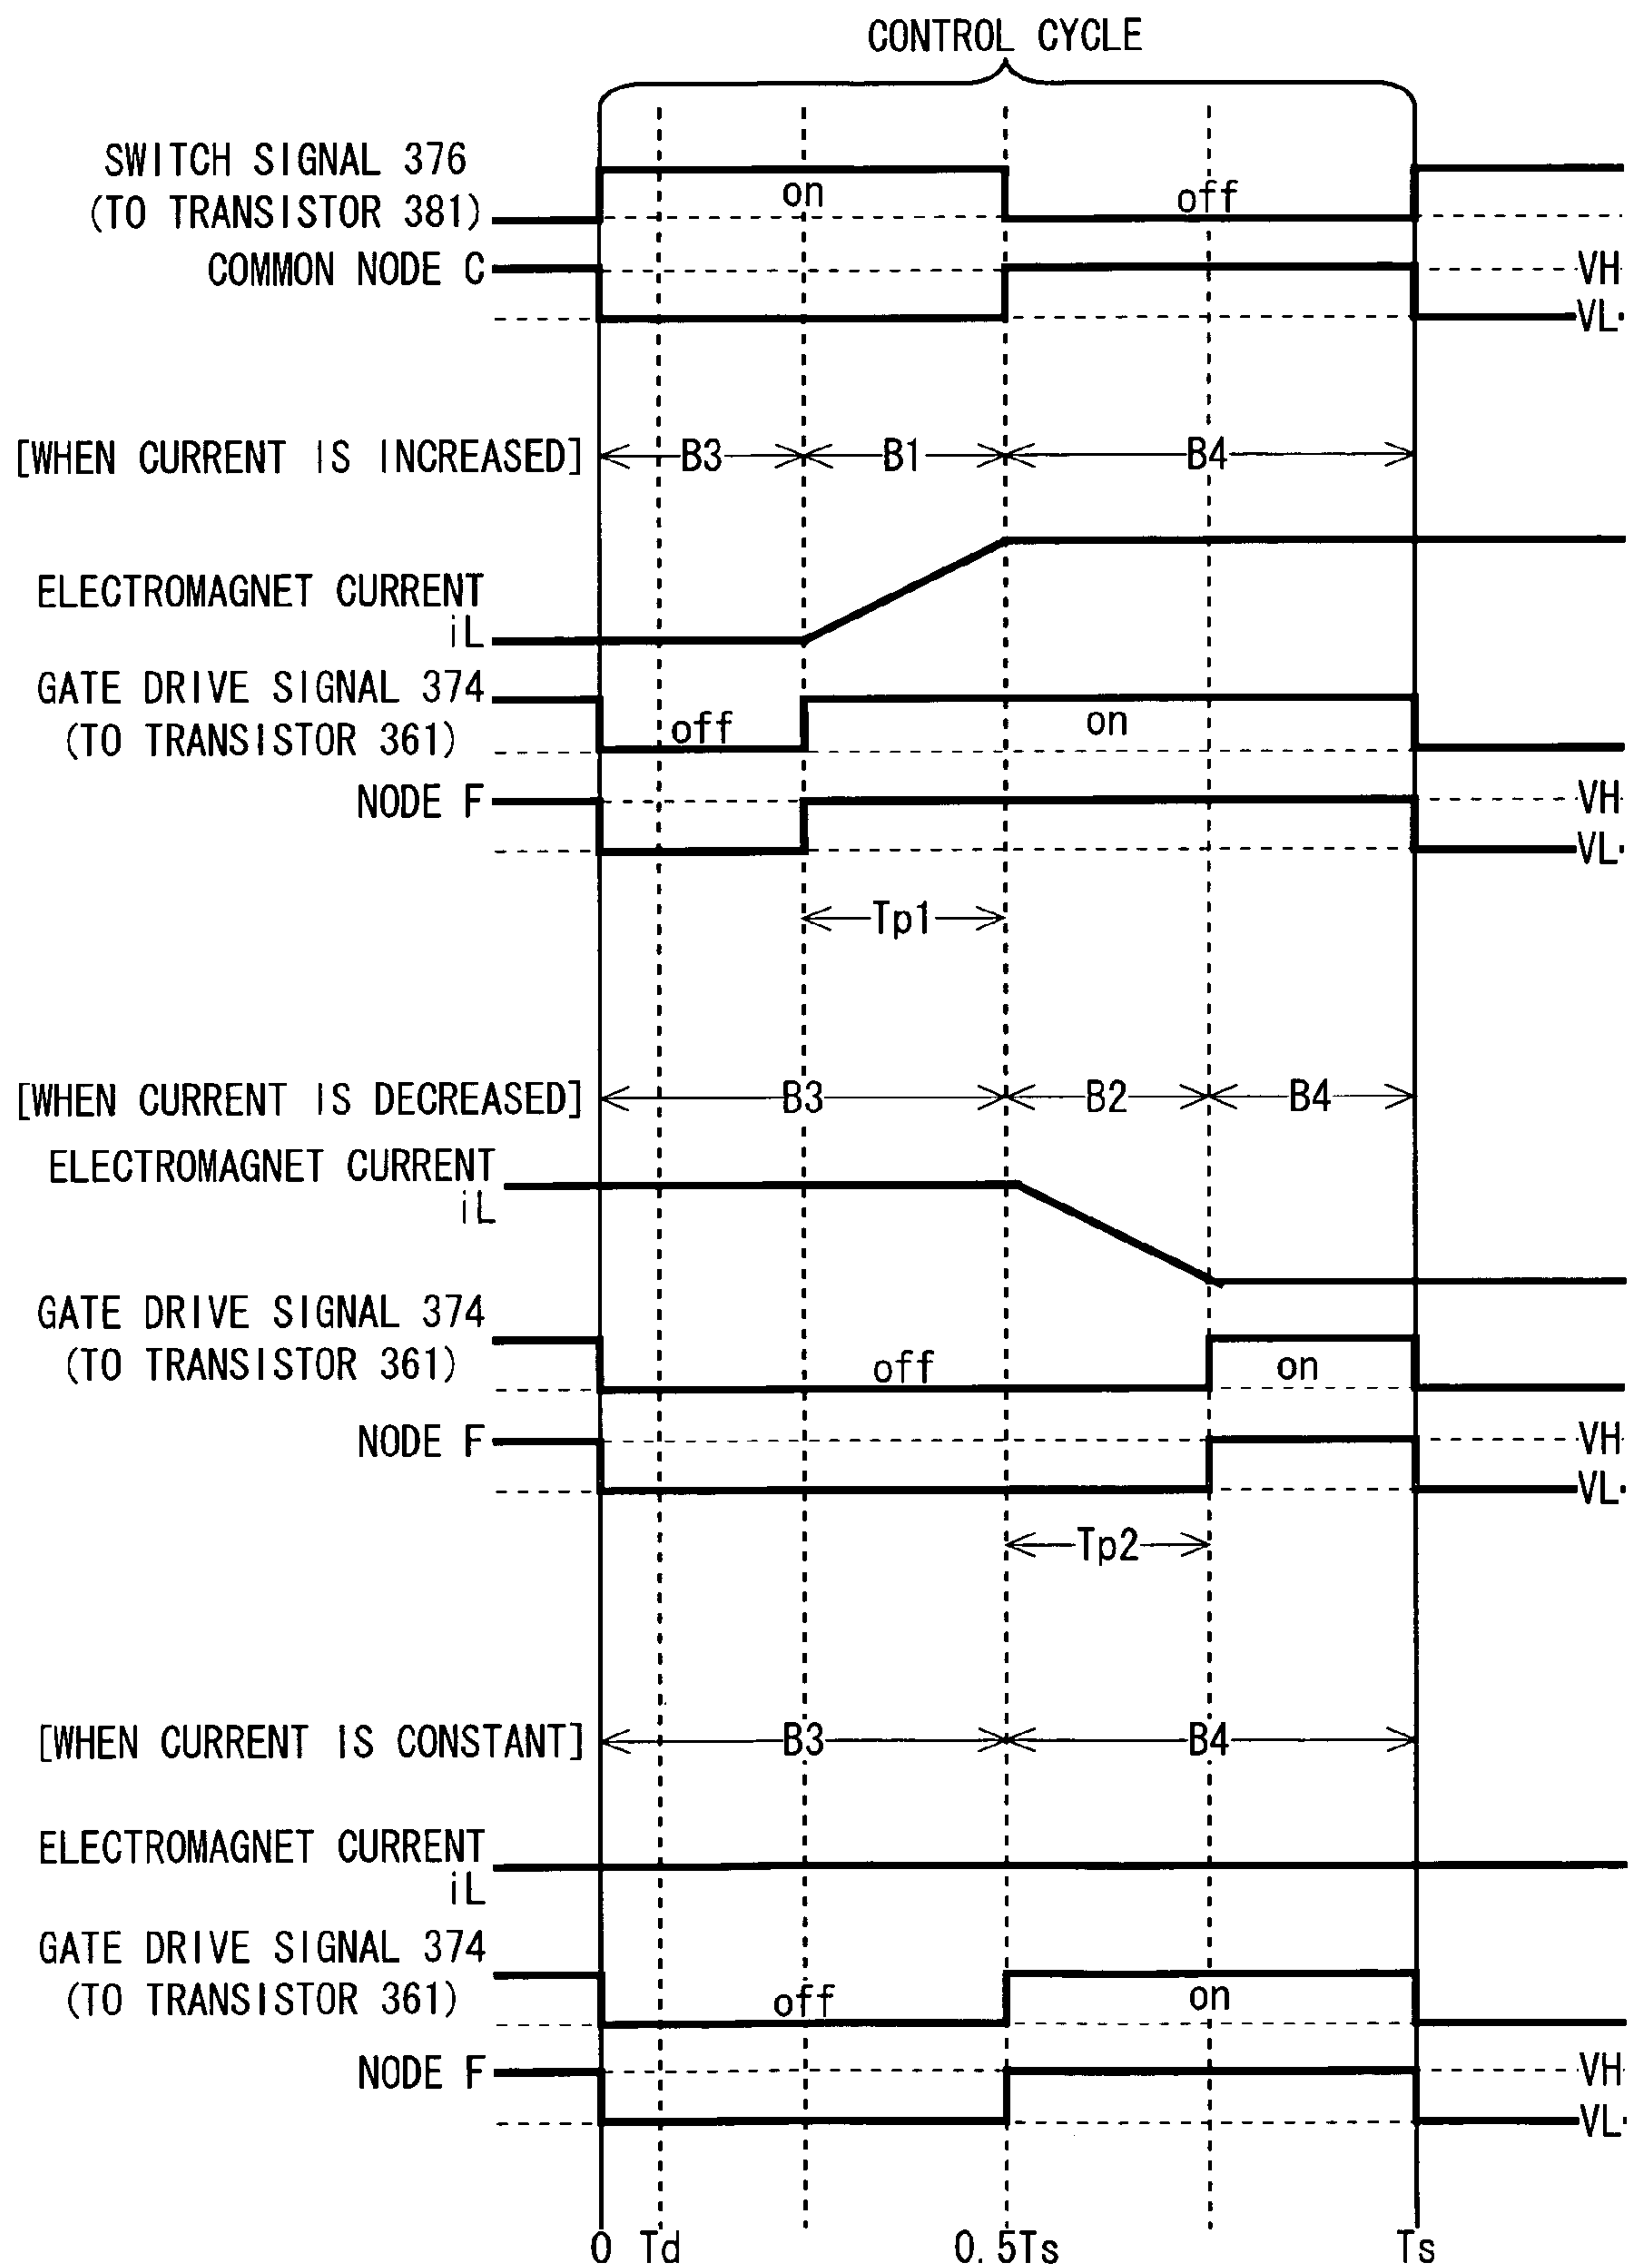 CONTROL CYCLE
SWITCH SIGNAL 376
(TO TRANSISTOR 381)
on
off
COMMON NODE C
VH
VL
[WHEN CURRENT IS INCREASED]
B3
B1
B4
ELECTROMAGNET CURRENT
iL
GATE DRIVE SIGNAL 374
(TO TRANSISTOR 361)
off
on
NODE F
VH
VL
Tp1
[WHEN CURRENT IS DECREASED]
B3
B2
B4
ELECTROMAGNET CURRENT
iL
GATE DRIVE SIGNAL 374
(TO TRANSISTOR 361)
off
on
NODE F
VH
VL
Tp2
[WHEN CURRENT IS CONSTANT]
B3
B4
ELECTROMAGNET CURRENT
iL
GATE DRIVE SIGNAL 374
(TO TRANSISTOR 361)
off
on
NODE F
VH
VL
0 Td 0.5Ts Ts